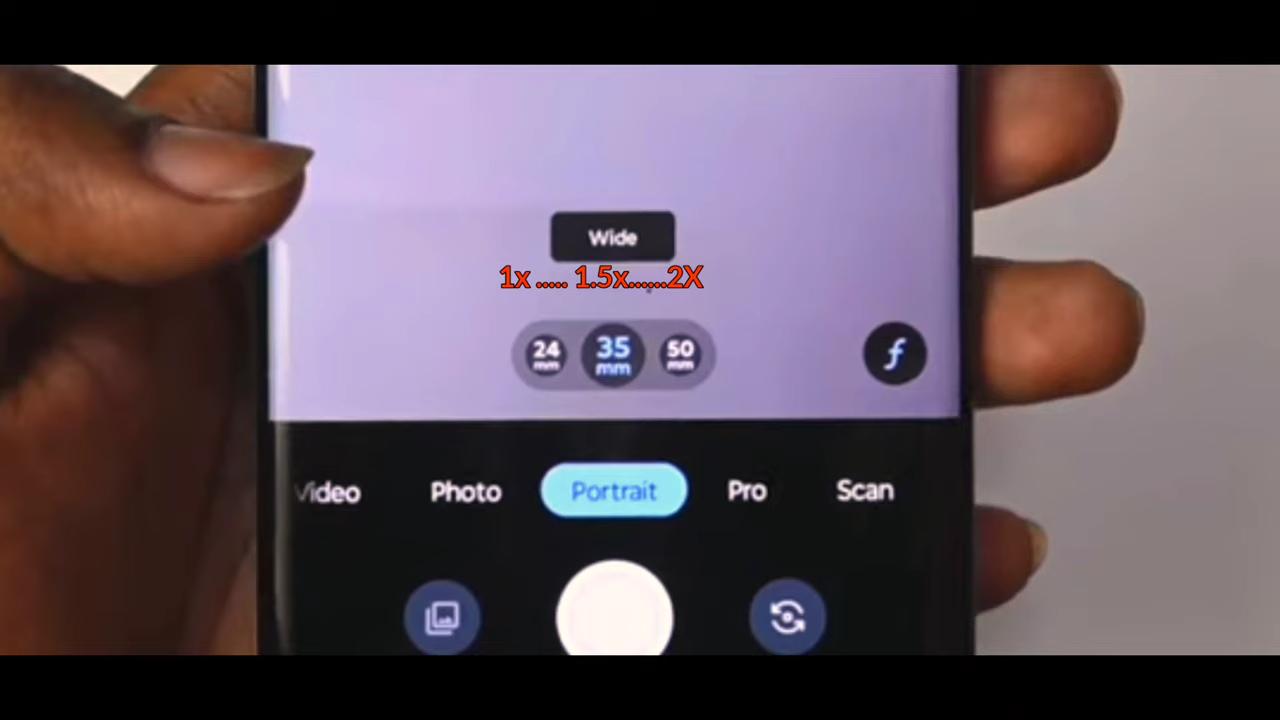 Wide
1x ..... 1.5x......2X
24 mm 35 mm 50 mm
f
Video Photo Portrait Pro Scan